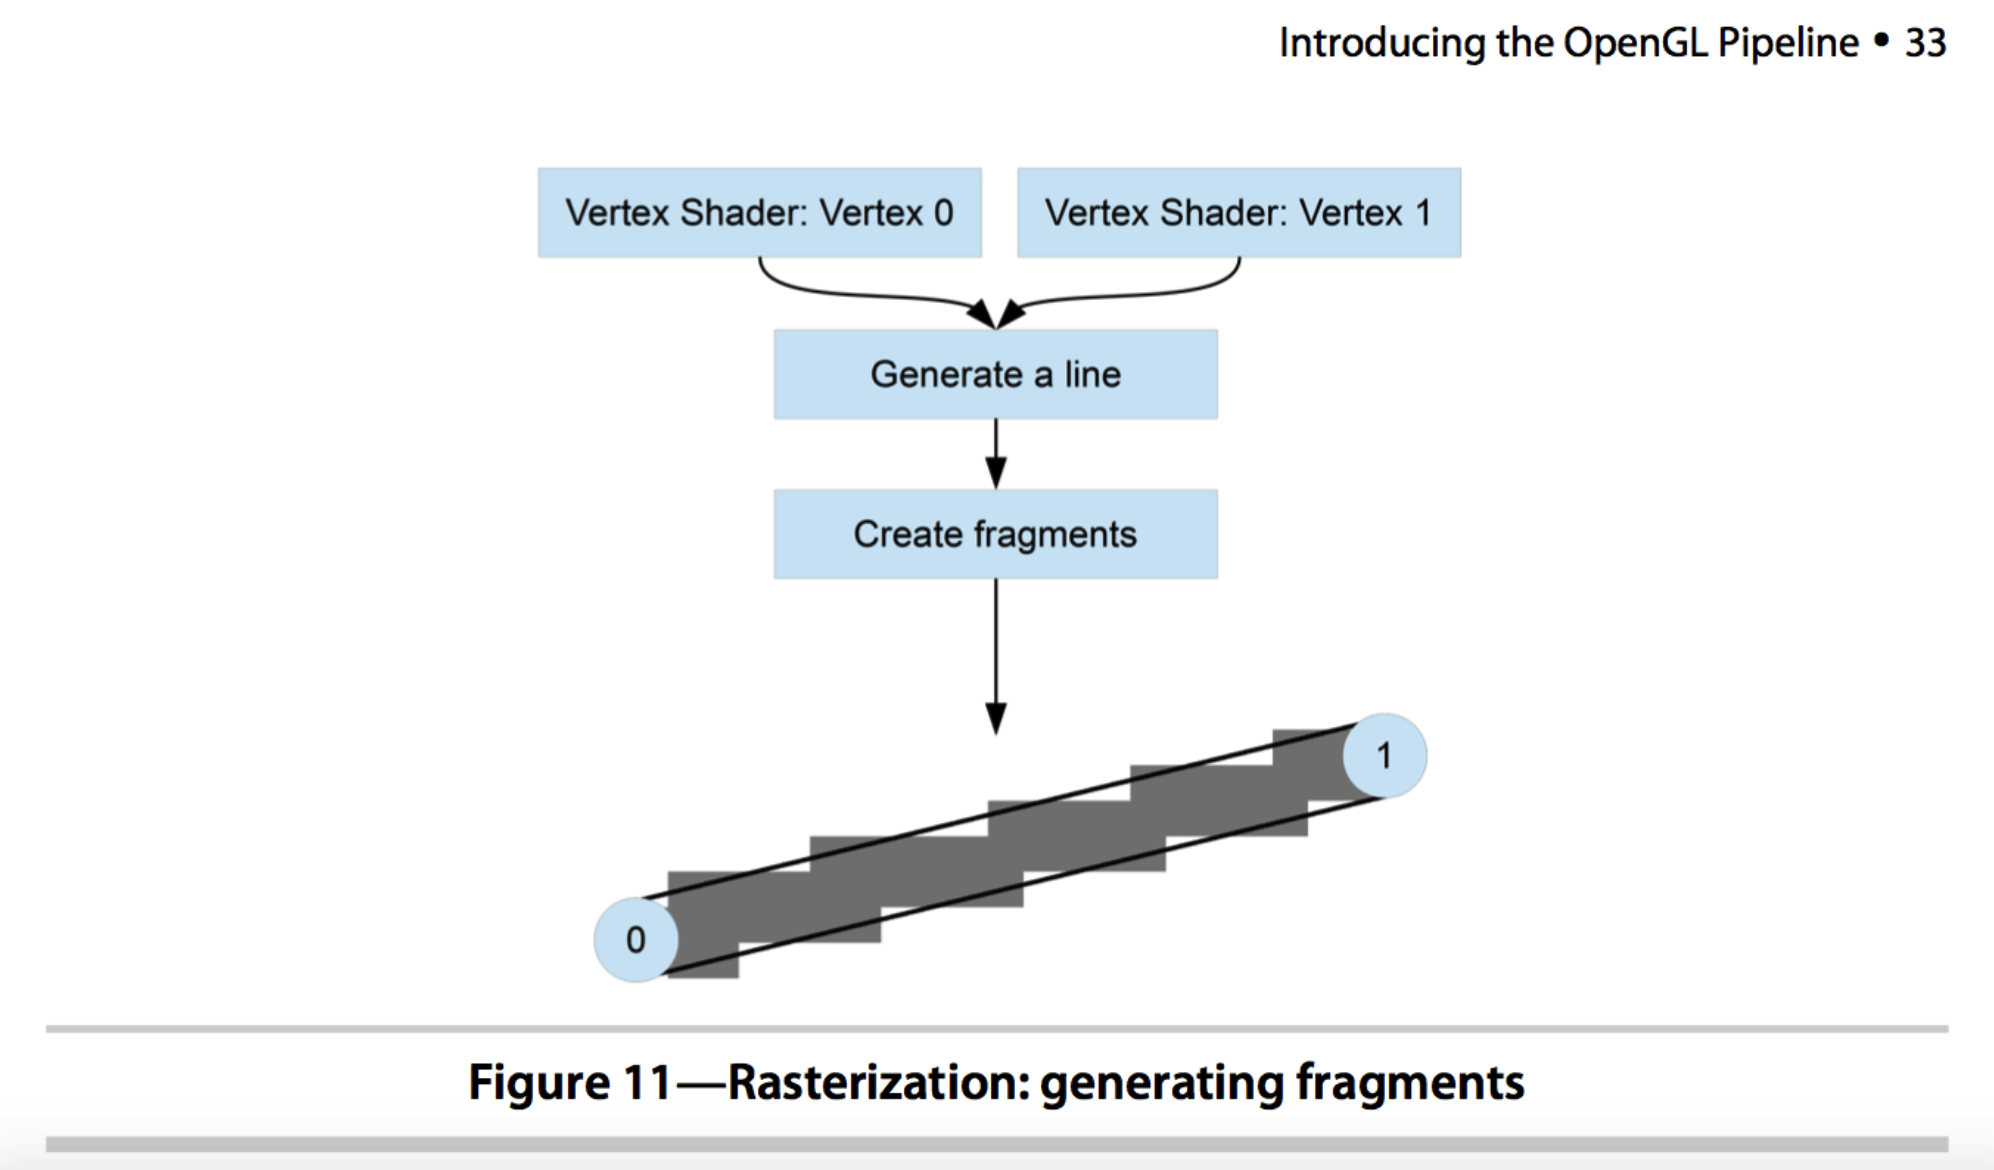 Introducing the OpenGL Pipeline • 33
Vertex Shader: Vertex 0
Vertex Shader: Vertex 1
Generate a line
Create fragments
1
0
Figure 11—Rasterization: generating fragments